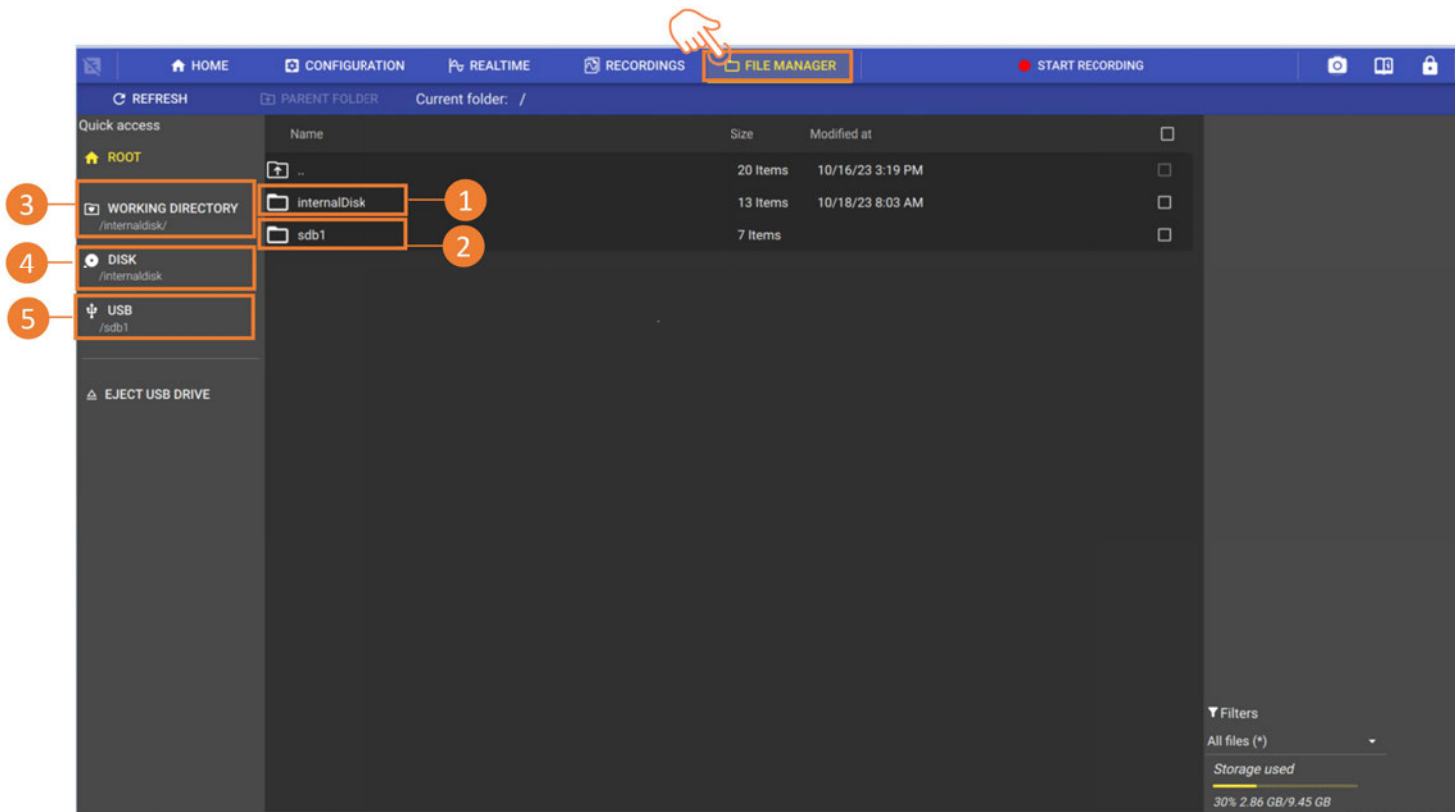 HOME CONFIGURATION REALTIME RECORDINGS FILE MANAGER START RECORDING
REFRESH PARENT FOLDER Current folder: /
Quick access
ROOT
3 WORKING DIRECTORY
/internaldisk/
4 DISK
/internaldisk
5 USB
/sdb1
EJECT USB DRIVE
Name Size Modified at
.. 20 Items 10/16/23 3:19 PM
internalDisk 1 13 Items 10/18/23 8:03 AM
sdb1 2 7 Items
Filters
All files (*)
Storage used
30% 2.86 GB/9.45 GB